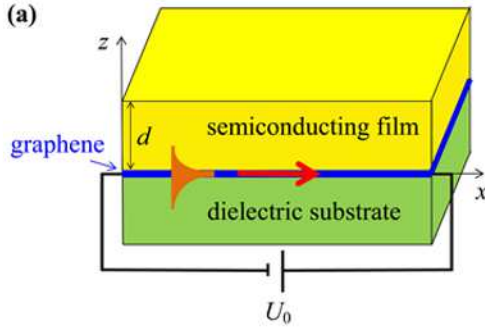 (a)
z
d
semiconducting film
graphene
x
dielectric substrate
U₀